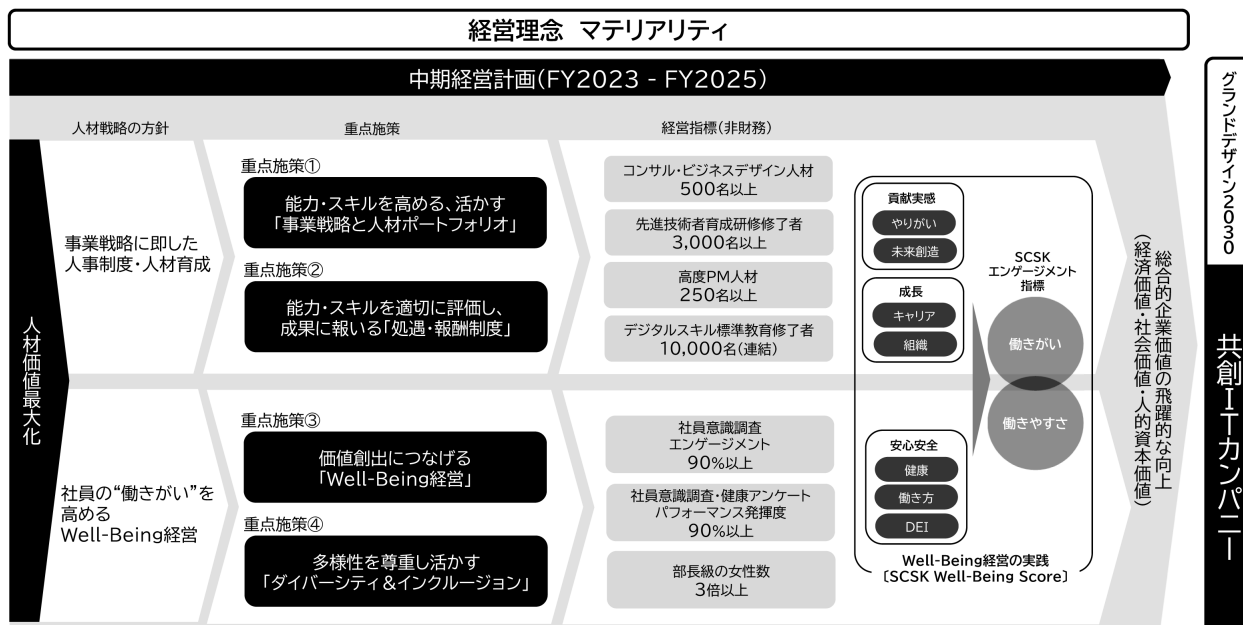 経営理念 マテリアリティ
中期経営計画(FY2023 - FY2025)
人材戦略の方針
重点施策
経営指標(非財務)
人材価値最大化
事業戦略に即した
人事制度・人材育成
重点施策①
能力・スキルを高める、活かす
「事業戦略と人材ポートフォリオ」
重点施策②
能力・スキルを適切に評価し、
成果に報いる「処遇・報酬制度」
コンサル・ビジネスデザイン人材
500名以上
先進技術者育成研修修了者
3,000名以上
高度PM人材
250名以上
デジタルスキル標準教育修了者
10,000名(連結)
社員の“働きがい”を
高める
Well-Being経営
重点施策③
価値創出につなげる
「Well-Being経営」
重点施策④
多様性を尊重し活かす
「ダイバーシティ&インクルージョン」
社員意識調査
エンゲージメント
90%以上
社員意識調査・健康アンケート
パフォーマンス発揮度
90%以上
部長級の女性数
3倍以上
貢献実感
やりがい
未来創造
成長
キャリア
組織
安心安全
健康
働き方
DEI
SCSK
エンゲージメント
指標
働きがい
働きやすさ
Well-Being経営の実践
〔SCSK Well-Being Score〕
総合的企業価値の飛躍的な向上
(経済価値・社会価値・人的資本価値)
グランドデザイン2030
共創ITカンパニー